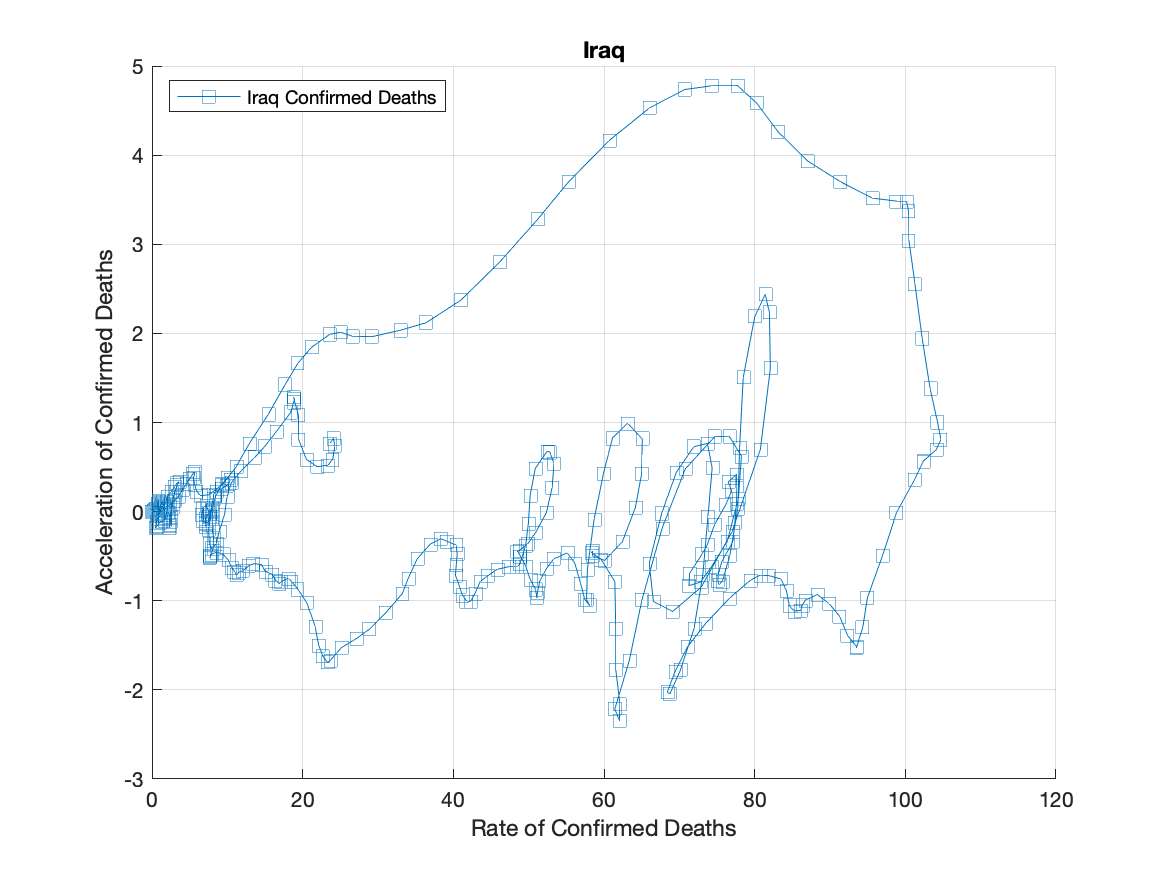 Iraq
Iraq Confirmed Deaths
5
4
3
2
1
0
-1
-2
-3
Acceleration of Confirmed Deaths
0 20 40 60 80 100 120
Rate of Confirmed Deaths